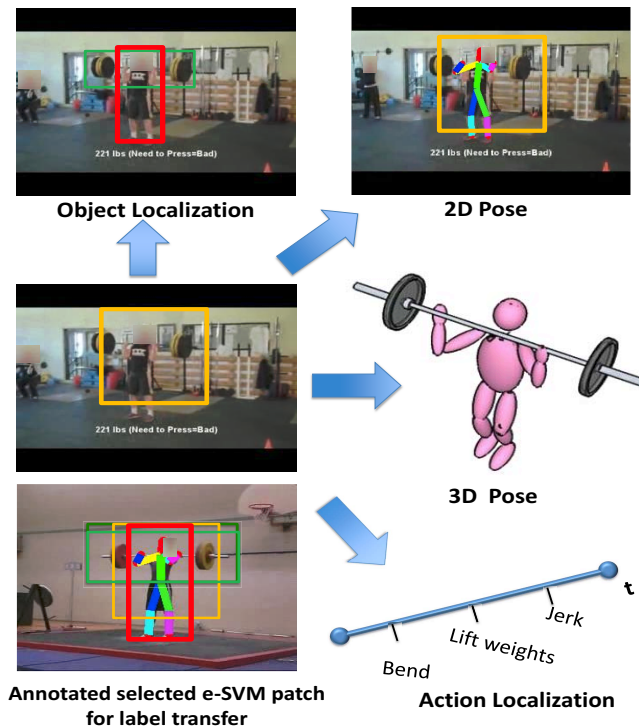 221 lbs (Need to Press=Bad)
221 lbs (Need to Press=Bad)
Object Localization
2D Pose
221 lbs (Need to Press=Bad)
3D Pose
t
Jerk
Lift weights
Bend
Annotated selected e-SVM patch
for label transfer
Action Localization